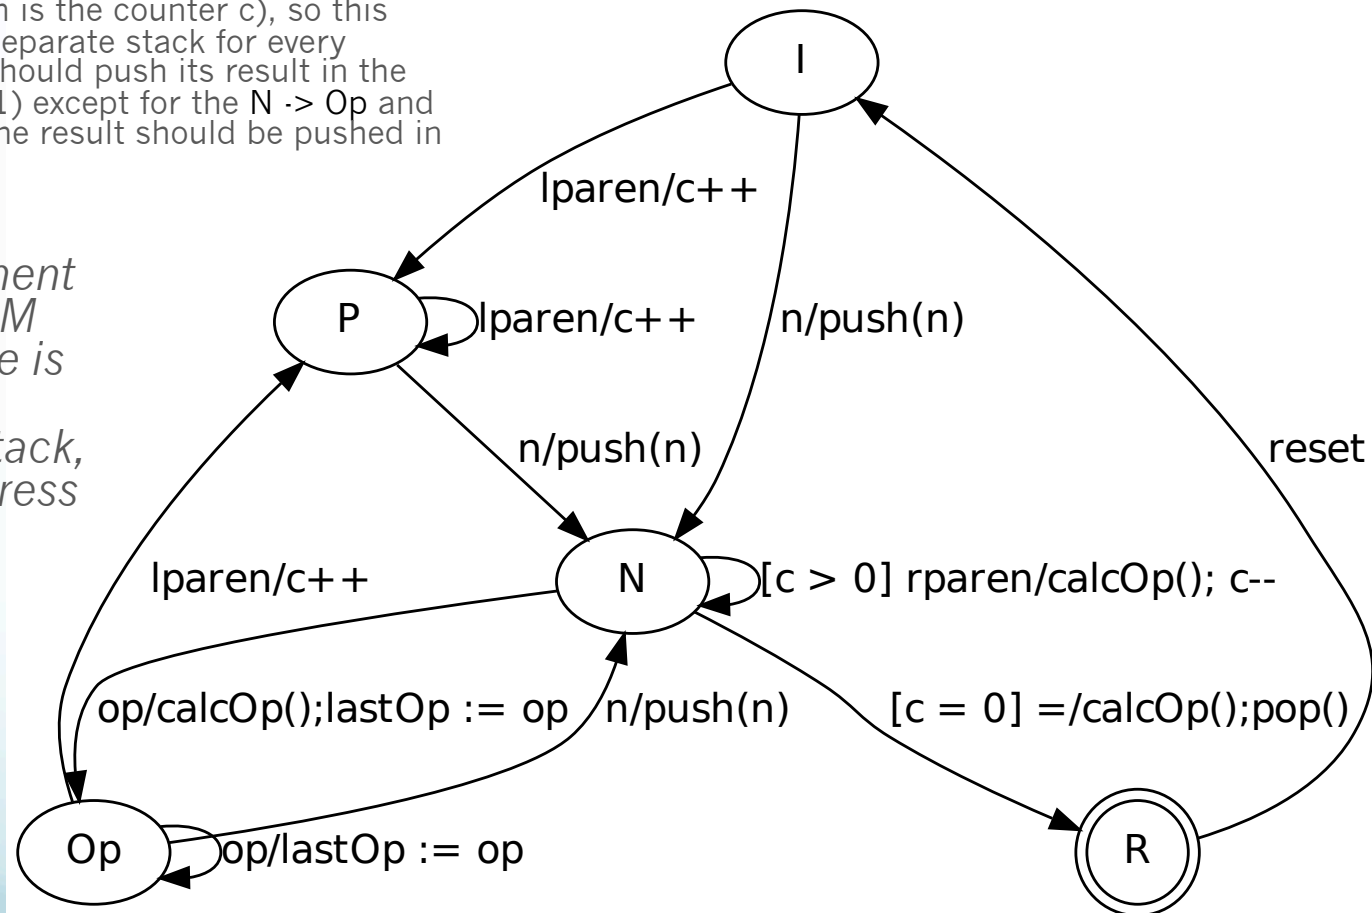 is the counter c), so this
eparate stack for every
hould push its result in the
1) except for the N -> Op and
he result should be pushed in
ment
M
e is
tack,
ress
I
lparen/c++
P
lparen/c++
n/push(n)
n/push(n)
reset
lparen/c++
N
[c > 0] rparen/calcOp(); c--
op/calcOp();lastOp := op
n/push(n)
[c = 0] =/calcOp();pop()
Op
op/lastOp := op
R